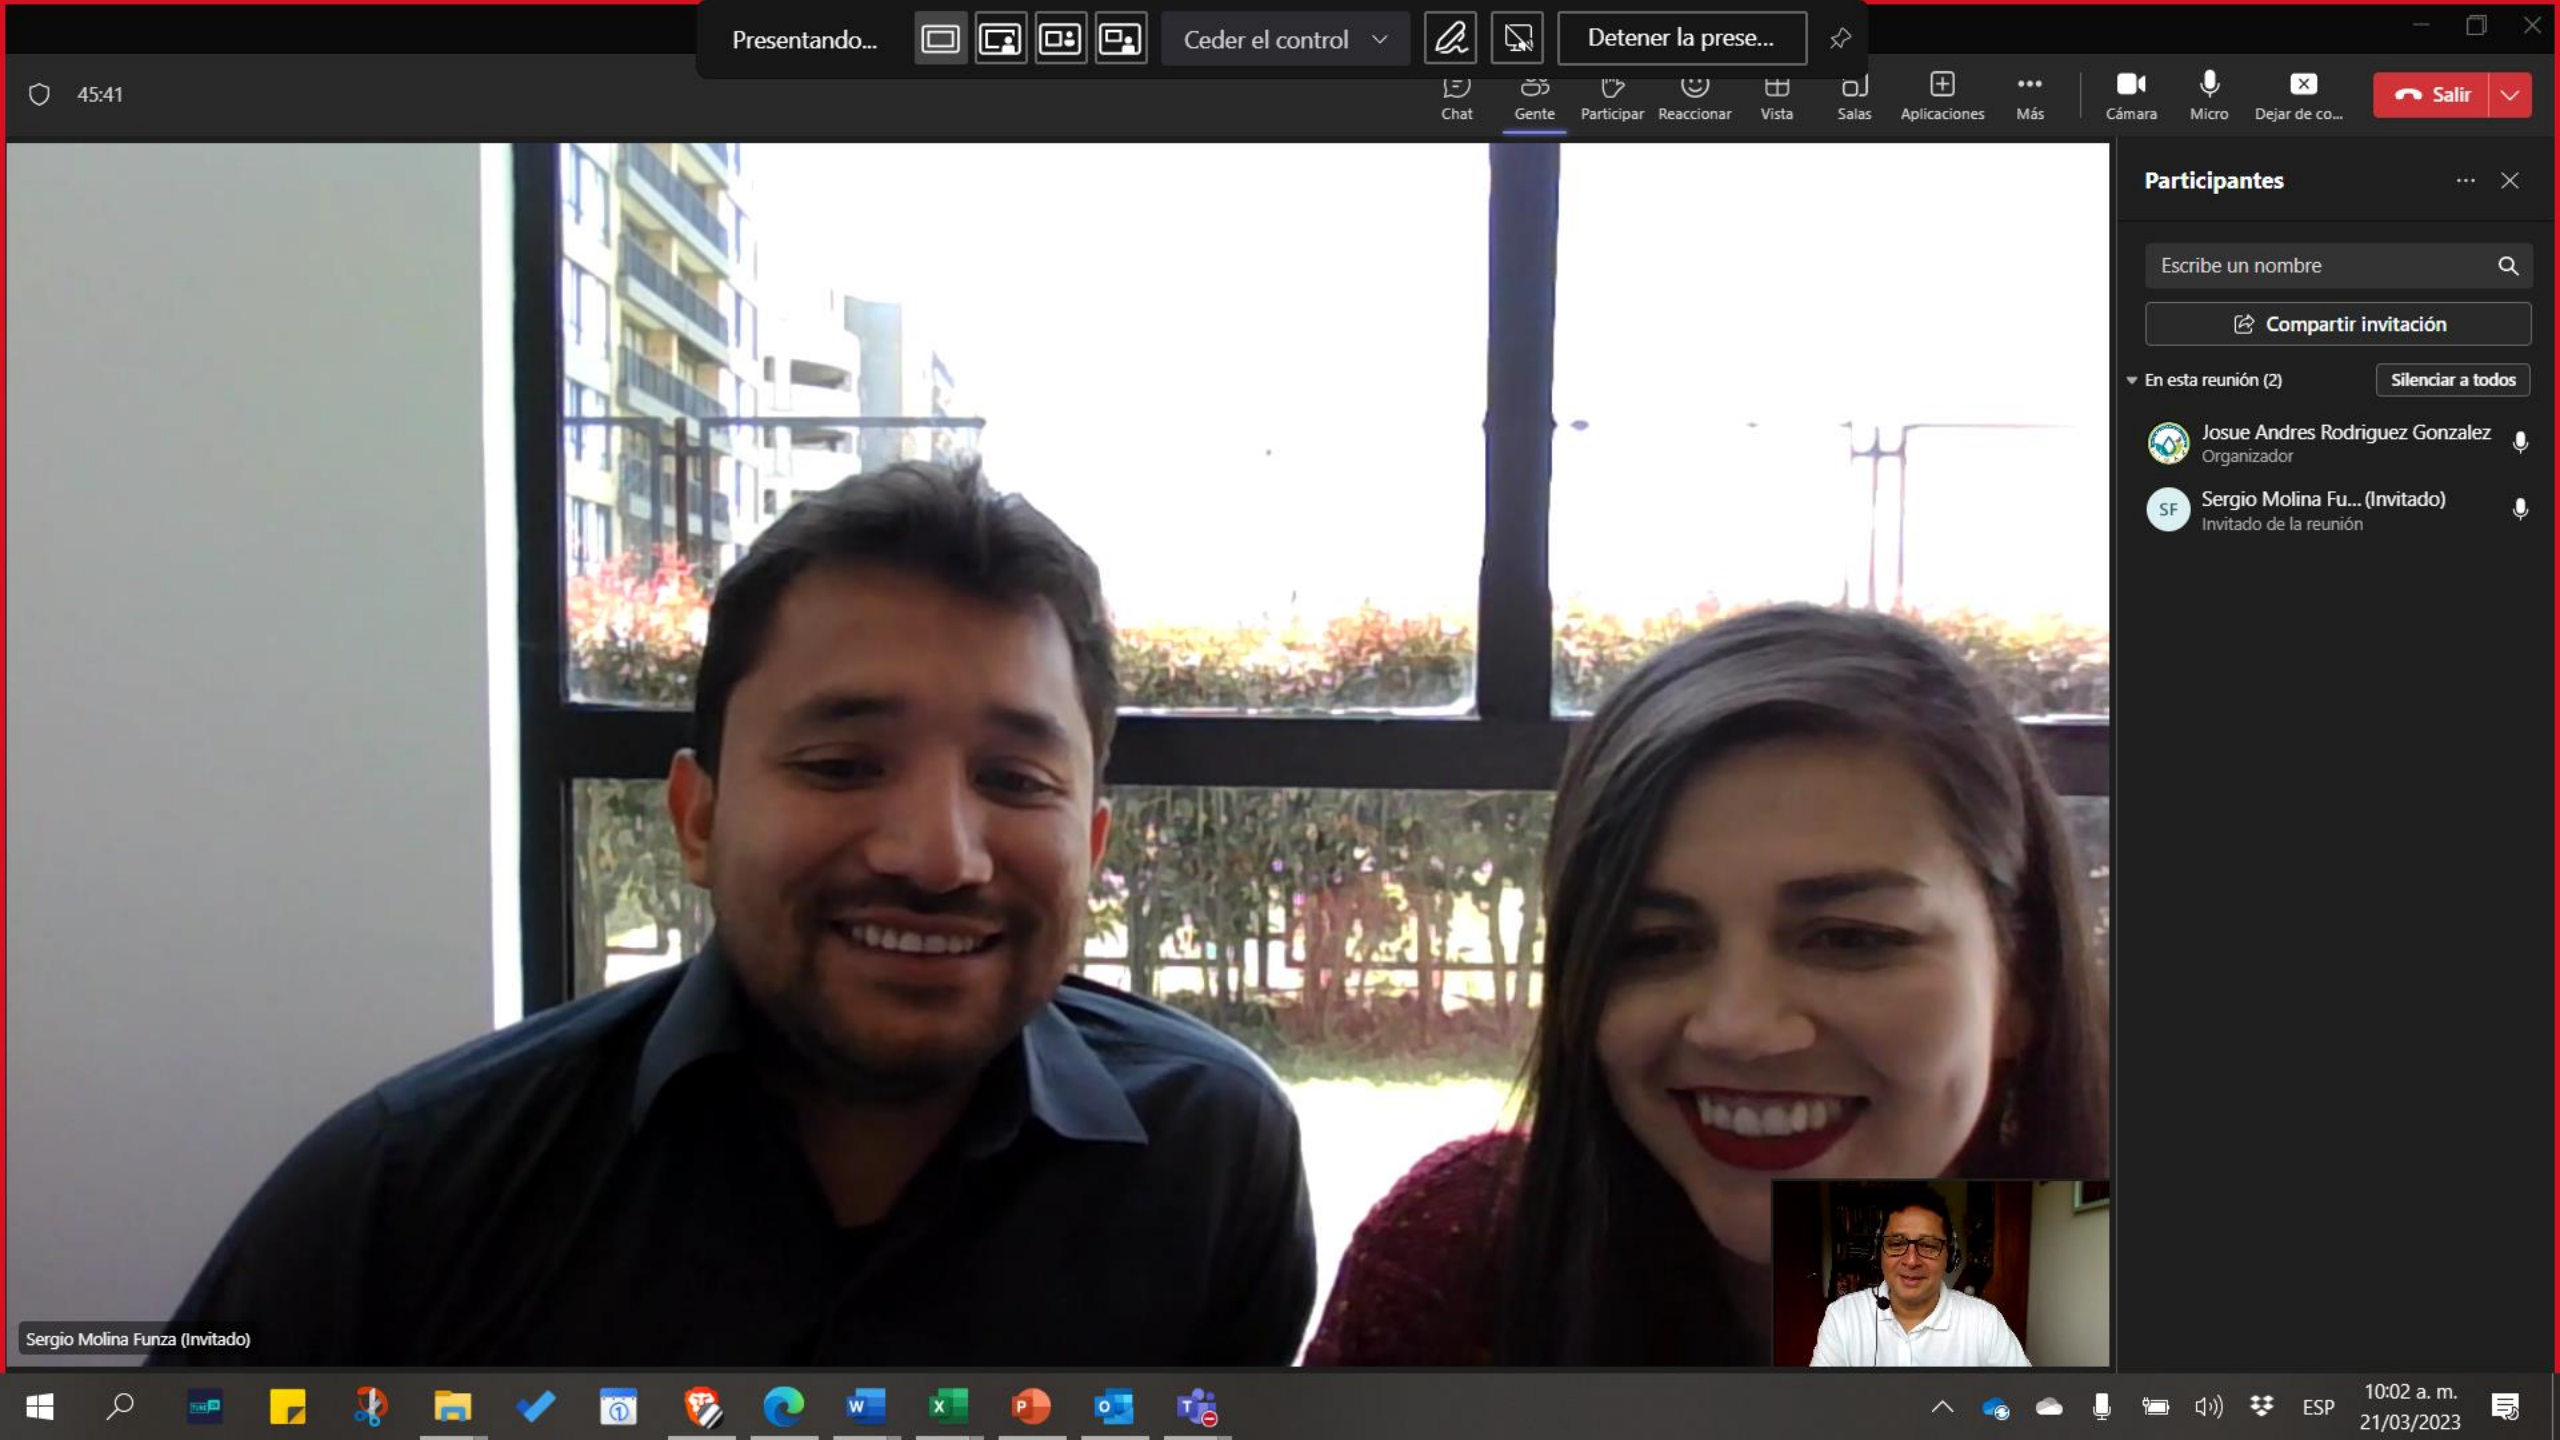 Presentando...
Ceder el control
Detener la prese...
45:41
Chat
Gente
Participar
Reaccionar
Vista
Salas
Aplicaciones
Más
Cámara
Micro
Dejar de co...
Salir
Participantes
Escribe un nombre
Compartir invitación
En esta reunión (2)
Silenciar a todos
Josue Andres Rodriguez Gonzalez
Organizador
SF
Sergio Molina Fu... (Invitado)
Invitado de la reunión
Sergio Molina Funza (Invitado)
ESP
10:02 a. m.
21/03/2023